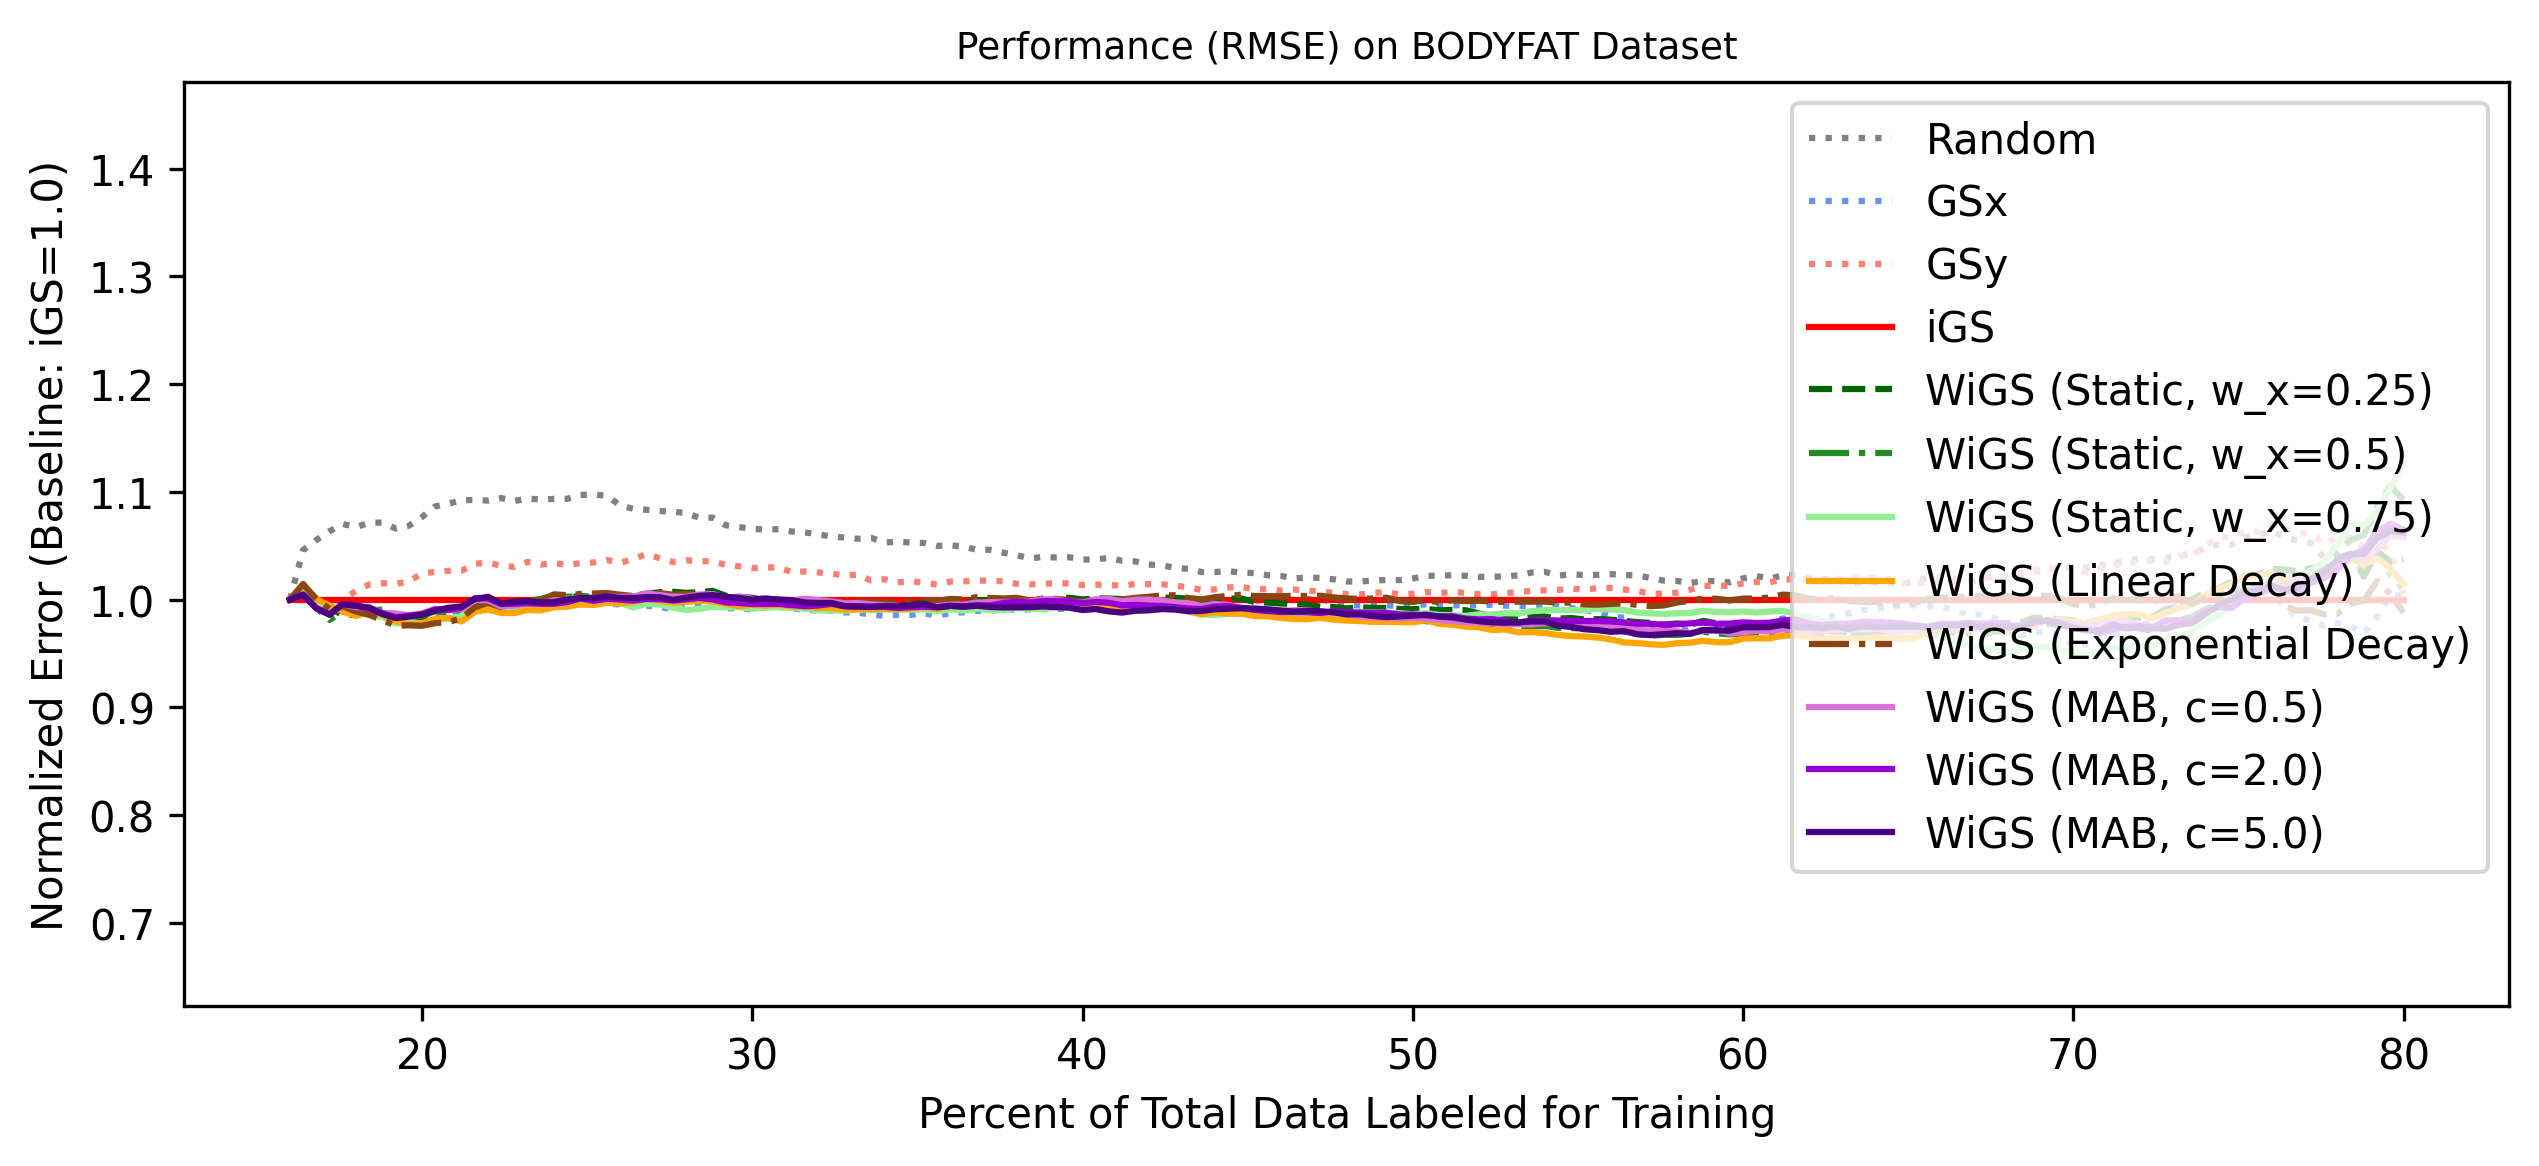 Performance (RMSE) on BODYFAT Dataset
Normalized Error (Baseline: iGS=1.0)
1.4
1.3
1.2
1.1
1.0
0.9
0.8
0.7
Random
GSx
GSy
iGS
WiGS (Static, w_x=0.25)
WiGS (Static, w_x=0.5)
WiGS (Static, w_x=0.75)
WiGS (Linear Decay)
WiGS (Exponential Decay)
WiGS (MAB, c=0.5)
WiGS (MAB, c=2.0)
WiGS (MAB, c=5.0)
20 30 40 50 60 70 80
Percent of Total Data Labeled for Training